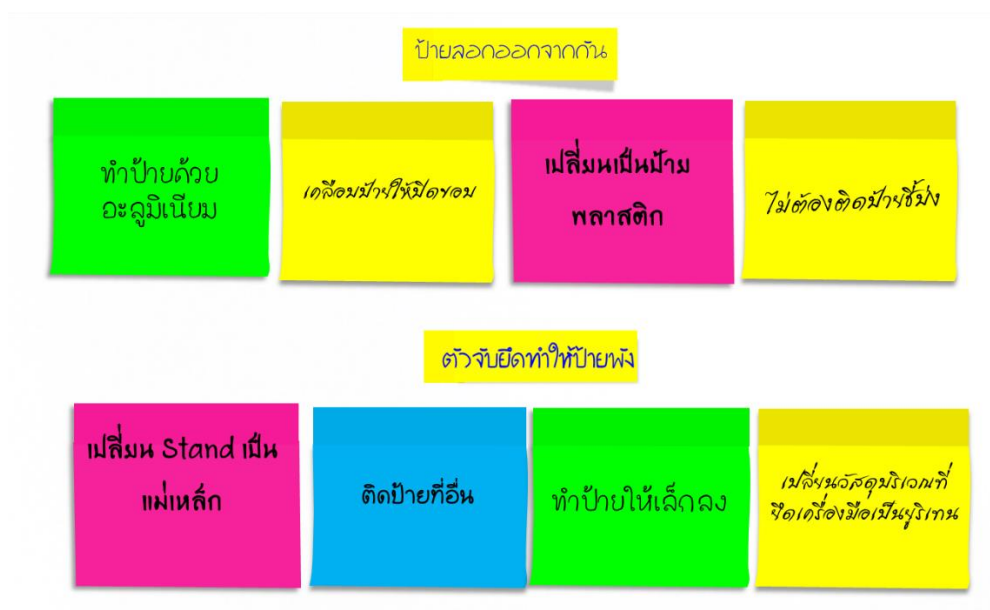 ป้ายลอกออกจากกัน
ทำป้ายด้วย
อะลูมิเนียม
เคลือบป้ายให้มิดขอบ
เปลี่ยนเป็นป้าย
พลาสติก
ไม่ต้องติดป้ายชี้บ่ง
ตัวจับยึดทำให้ป้ายพัง
เปลี่ยน Stand เป็น
แม่เหล็ก
ติดป้ายที่อื่น
ทำป้ายให้เล็กลง
เปลี่ยนวัสดุบริเวณที่
ยึดเครื่องมือเป็นยูริเทน